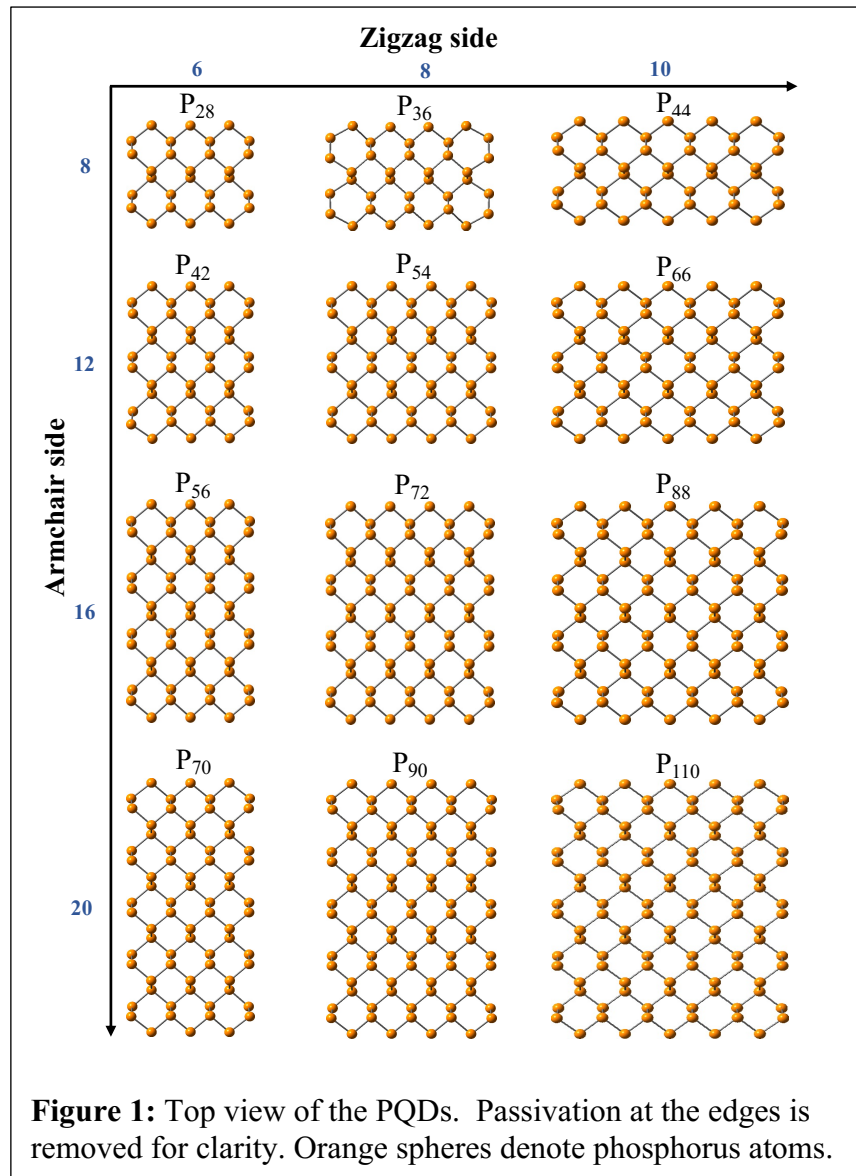 Zigzag side
6 8 10
P28 P36 P44
8
P42 P54 P66
12
Armchair side
P56 P72 P88
16
P70 P90 P110
20
Figure 1: Top view of the PQDs. Passivation at the edges is
removed for clarity. Orange spheres denote phosphorus atoms.